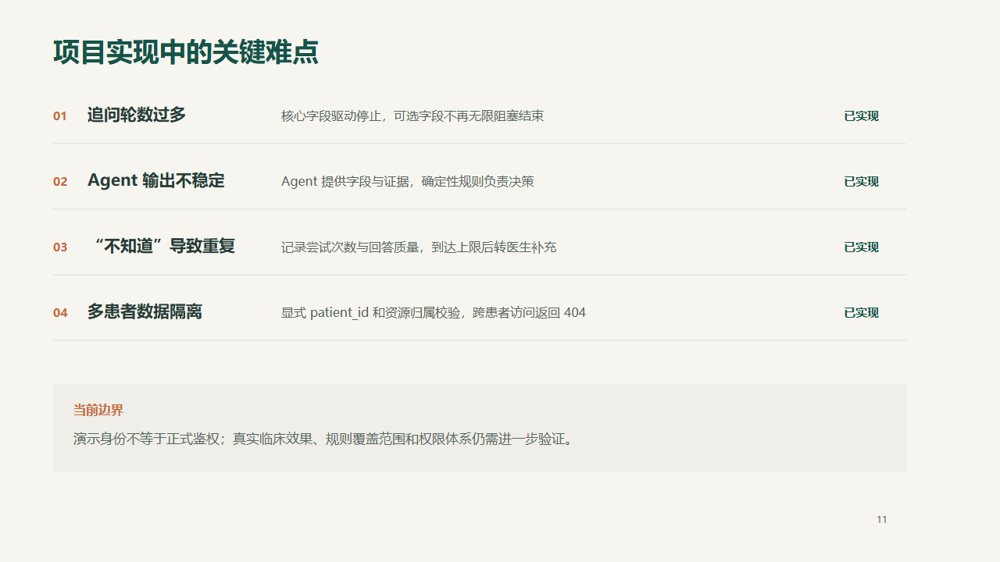 项目实现中的关键难点
01 追问轮数过多 核心字段驱动停止，可选字段不再无限阻塞结束 已实现
02 Agent 输出不稳定 Agent 提供字段与证据，确定性规则负责决策 已实现
03 “不知道”导致重复 记录尝试次数与回答质量，到达上限后转医生补充 已实现
04 多患者数据隔离 显式 patient_id 和资源归属校验，跨患者访问返回 404 已实现
当前边界
演示身份不等于正式鉴权；真实临床效果、规则覆盖范围和权限体系仍需进一步验证。
11